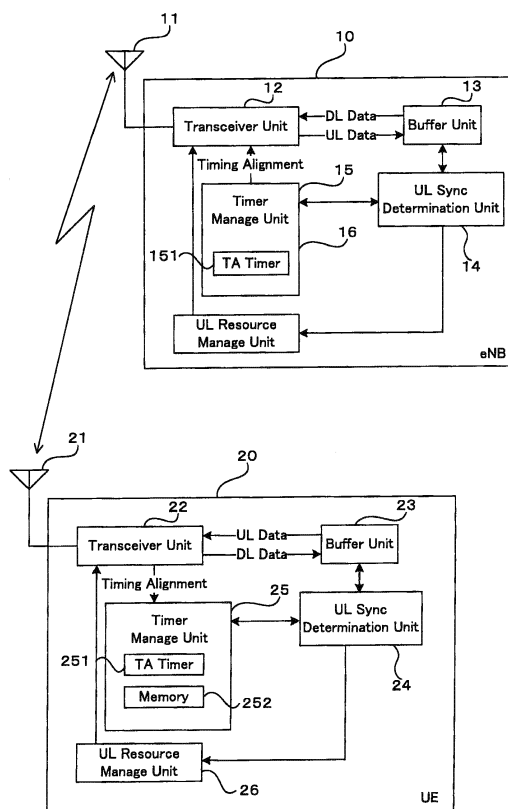 11
10
12
13
Transceiver Unit
DL Data
UL Data
Buffer Unit
Timing Alignment
15
Timer
Manage Unit
UL Sync
Determination Unit
16
14
151
TA Timer
UL Resource
Manage Unit
eNB
21
20
22
23
Transceiver Unit
UL Data
DL Data
Buffer Unit
Timing Alignment
25
Timer
Manage Unit
UL Sync
Determination Unit
251
TA Timer
24
Memory
252
UL Resource
Manage Unit
26
UE